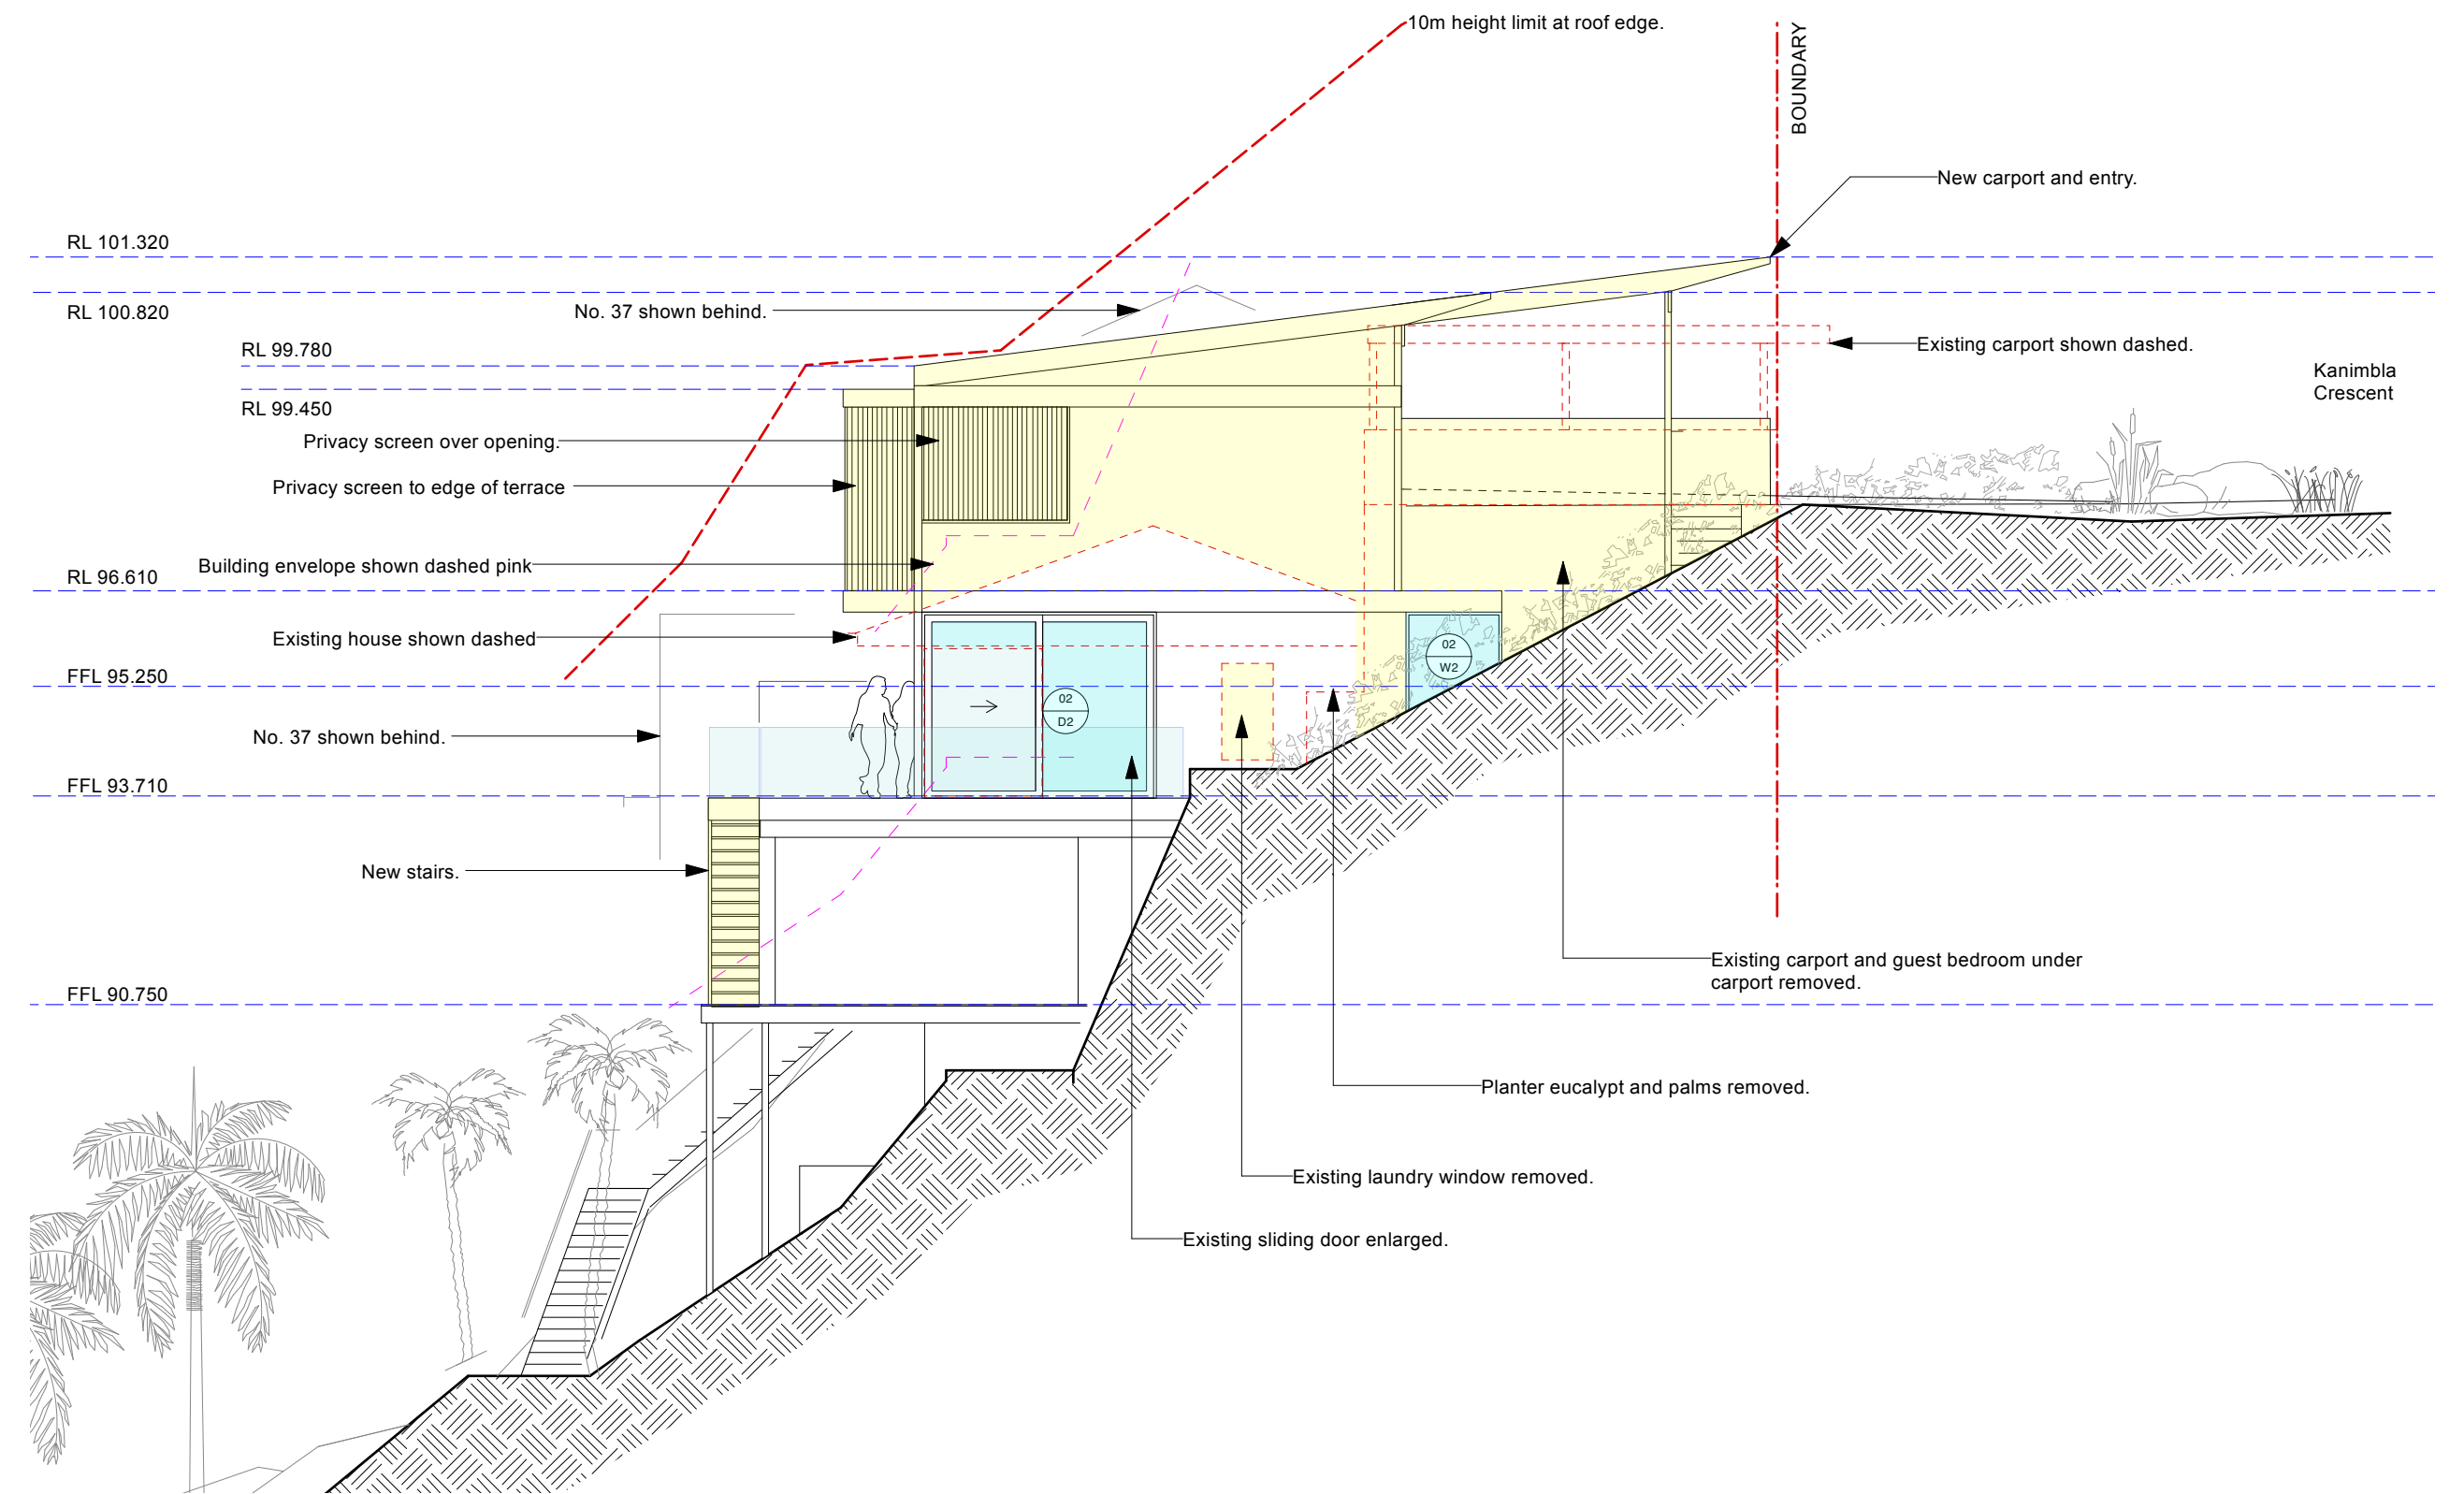 10m height limit at roof edge.
BOUNDARY
New carport and entry.
RL 101.320
RL 100.820
No. 37 shown behind.
RL 99.780
Existing carport shown dashed.
Kanimbla
Crescent
RL 99.450
Privacy screen over opening.
Privacy screen to edge of terrace
Building envelope shown dashed pink
RL 96.610
Existing house shown dashed
02
W2
FFL 95.250
02
D2
No. 37 shown behind.
FFL 93.710
New stairs.
Existing carport and guest bedroom under
carport removed.
FFL 90.750
Planter eucalypt and palms removed.
Existing laundry window removed.
Existing sliding door enlarged.